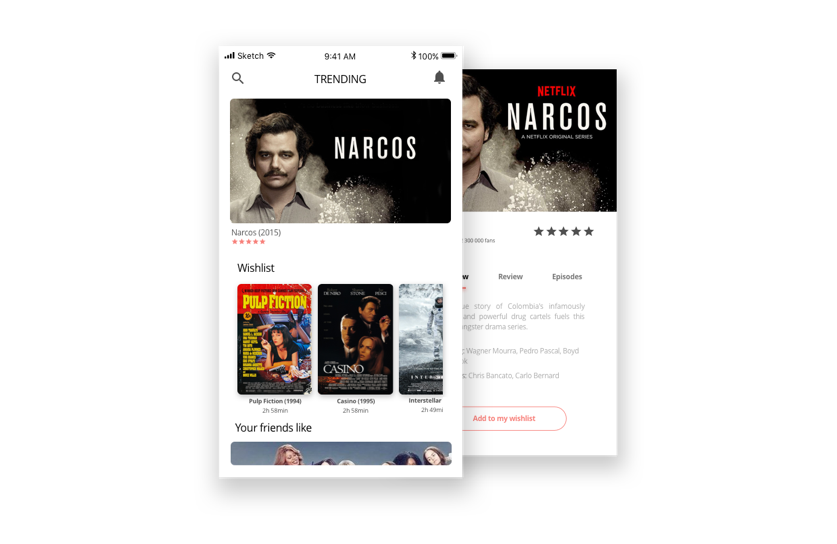 Sketch 9:41 AM 100%
TRENDING
NARCOS
Narcos (2015)
Wishlist
PULP FICTION
DE NIRO STONE PESCI
CASINO
INTER
Pulp Fiction (1994)
2h 58min
Casino (1995)
2h 58min
Interstellar
2h 49mi
Your friends like
NETFLIX
NARCOS
A NETFLIX ORIGINAL SERIES
300 000 fans
ew Review Episodes
ue story of Colombia's infamously
and powerful drug cartels fuels this
ngster drama series.
: Wagner Mourra, Pedro Pascal, Boyd
ok
s: Chris Bancato, Carlo Bernard
Add to my wishlist